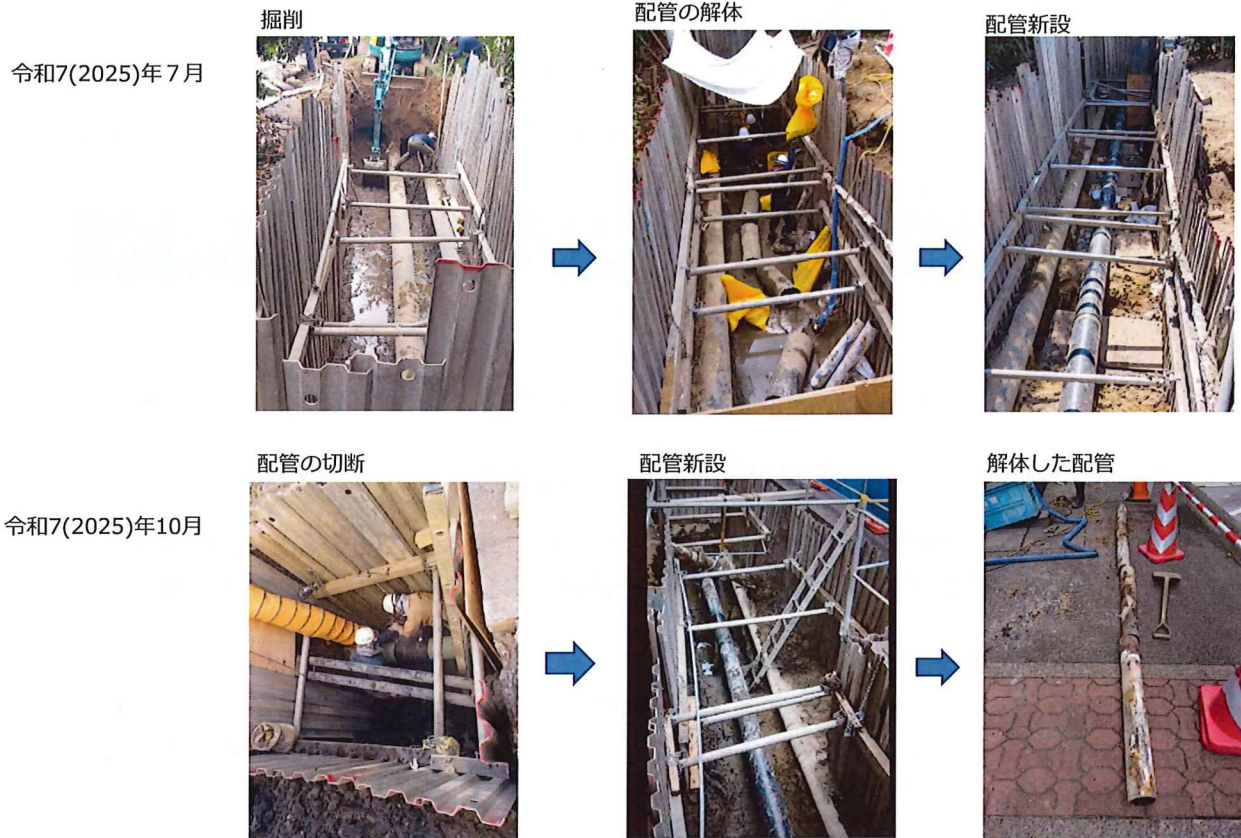 掘削
配管の解体
配管新設
令和7(2025)年７月
配管の切断
配管新設
解体した配管
令和7(2025)年10月